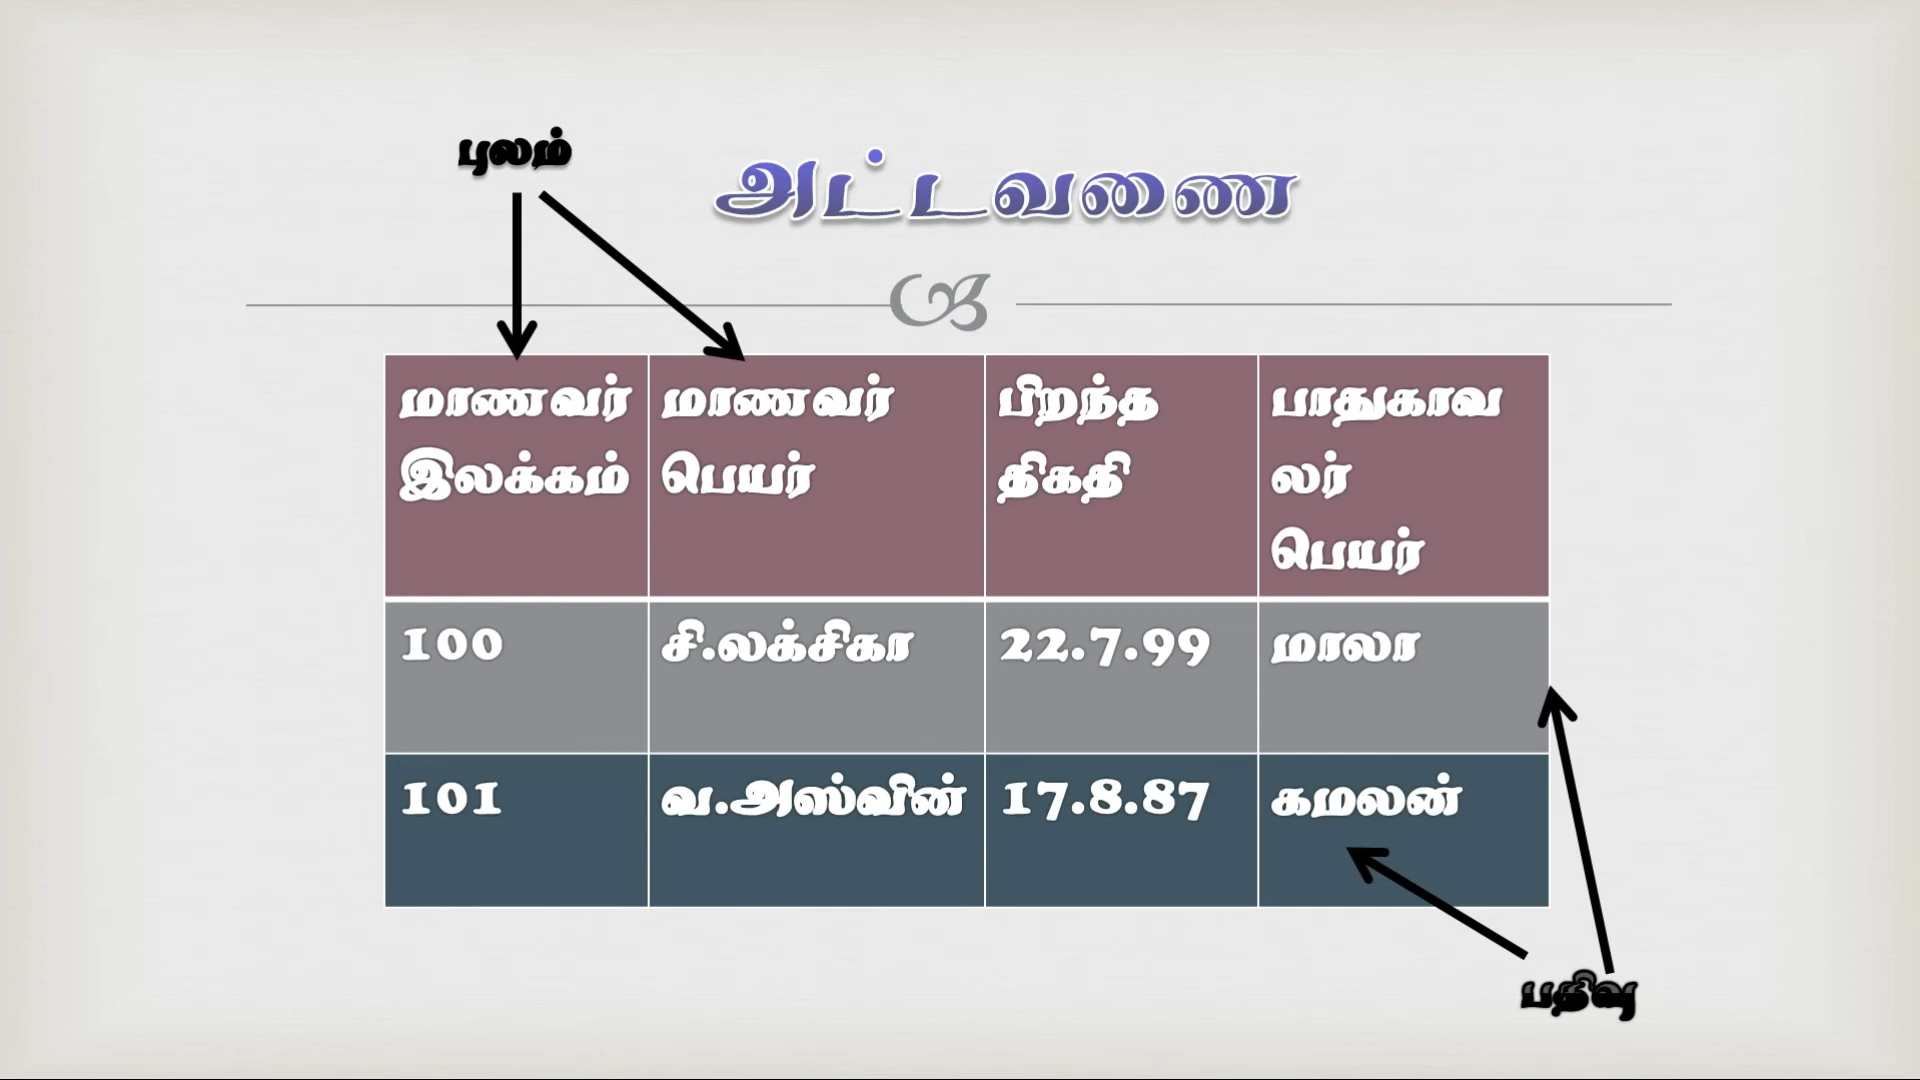 புலம்
அட்டவணை
மாணவர் இலக்கம்
மாணவர் பெயர்
பிறந்த திகதி
பாதுகாவ
லர்
பெயர்
100 சி.லக்சிகா 22.7.99 மாலா
101 வ.அஸ்வின் 17.8.87 கமலன்
பதிவு